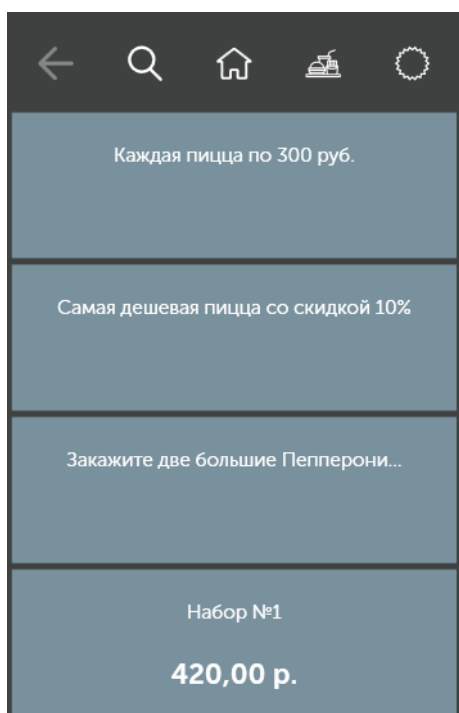 Каждая пицца по 300 руб.
Самая дешевая пицца со скидкой 10%
Закажите две большие Пепперони...
Набор №1
420,00 р.